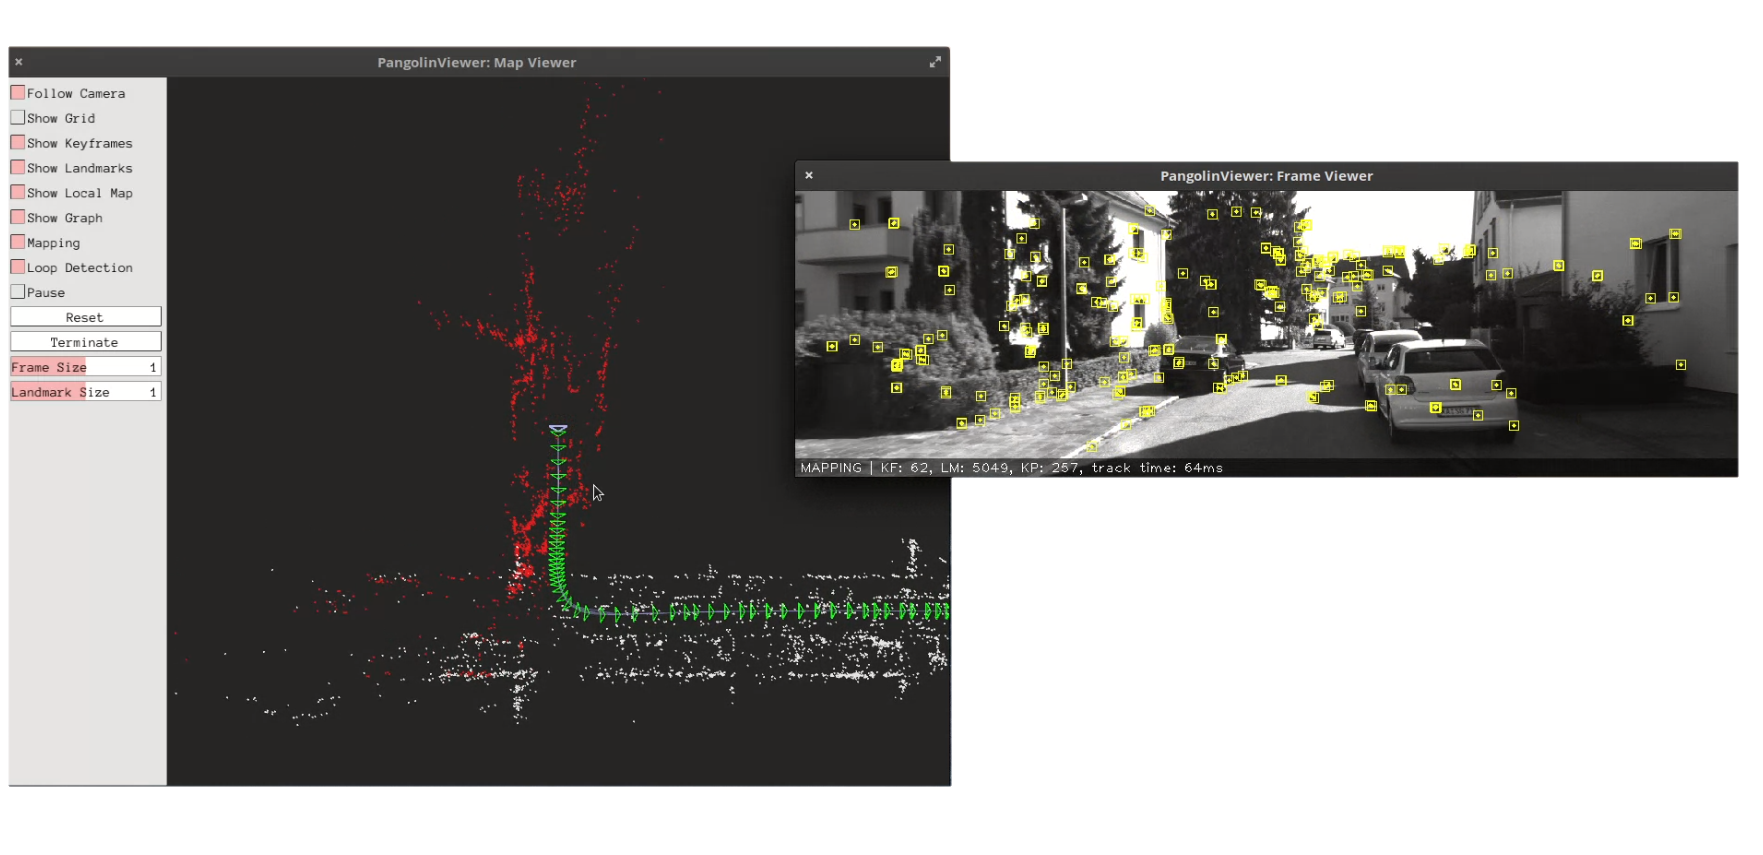 PangolinViewer: Map Viewer
Follow Camera
Show Grid
Show Keyframes
Show Landmarks
Show Local Map
Show Graph
Mapping
Loop Detection
Pause
Reset
Terminate
Frame Size 1
Landmark Size 1
PangolinViewer: Frame Viewer
MAPPING | KF: 62, LM: 5049, KP: 257, track time: 64ms